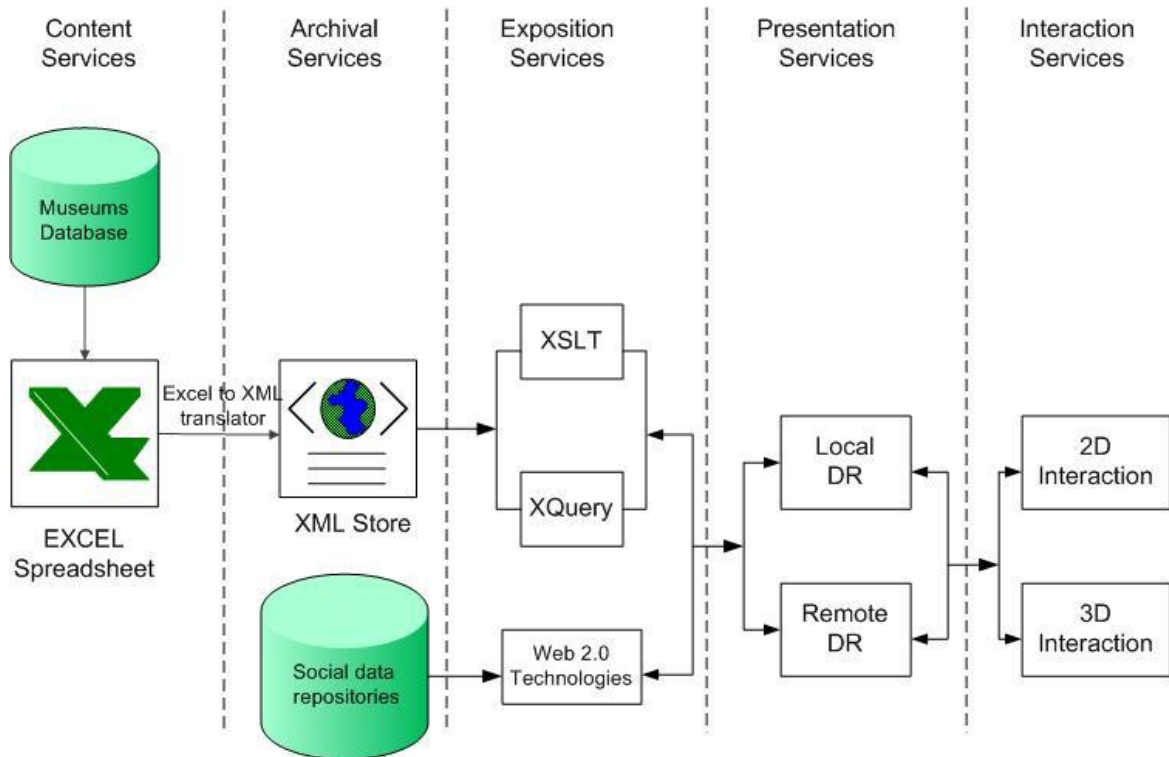 Content
Services
Archival
Services
Exposition
Services
Presentation
Services
Interaction
Services
Museums
Database
Excel to XML
translator
EXCEL
Spreadsheet
XML Store
Social data
repositories
XSLT
XQuery
Web 2.0
Technologies
Local
DR
Remote
DR
2D
Interaction
3D
Interaction